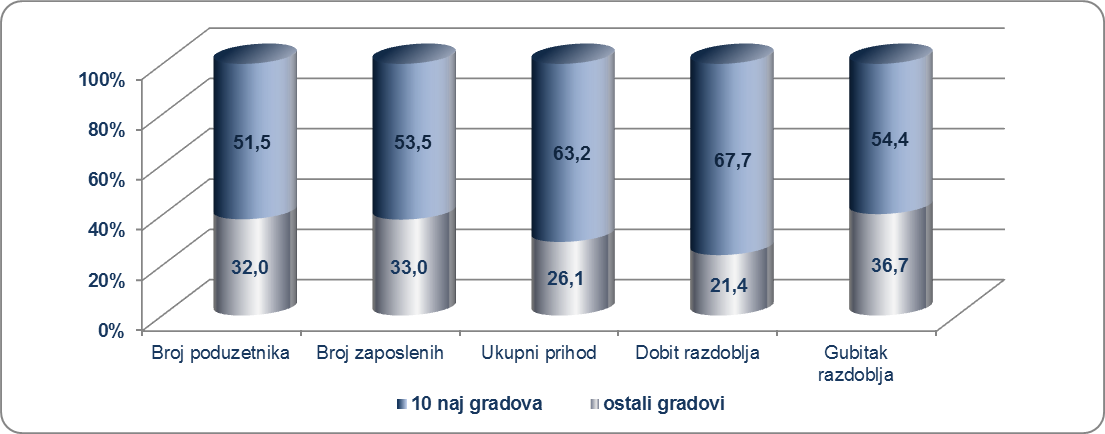 100%
80%
60%
40%
20%
0%
51,5
53,5
63,2
67,7
54,4
32,0
33,0
26,1
21,4
36,7
Broj poduzetnika
Broj zaposlenih
Ukupni prihod
Dobit razdoblja
Gubitak
razdoblja
10 naj gradova
ostali gradovi